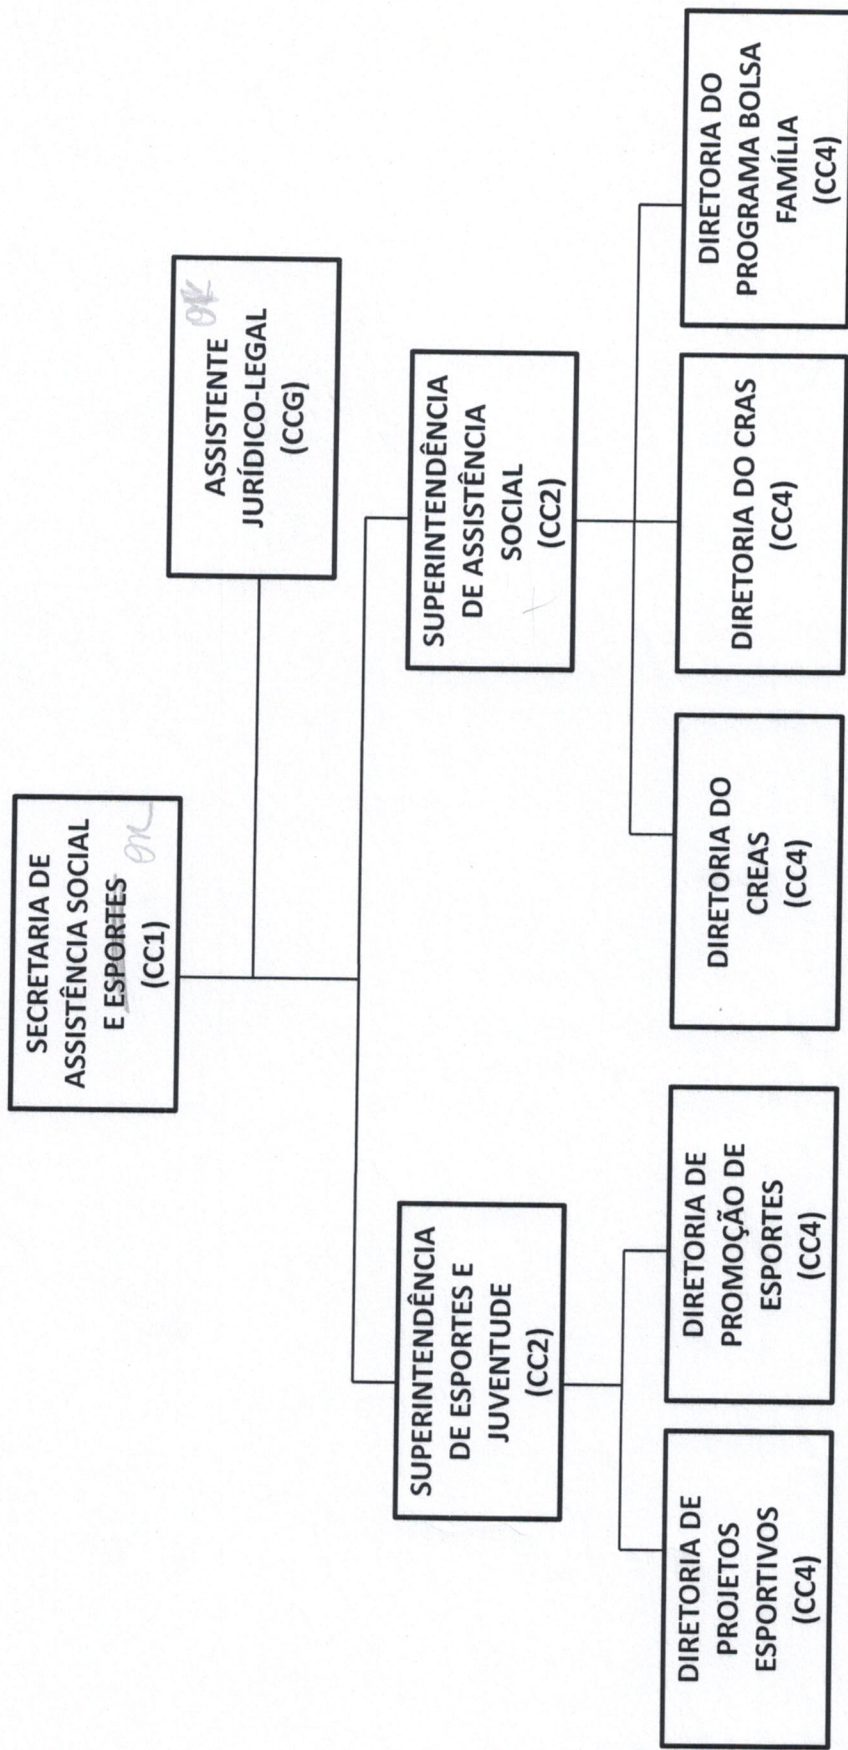 SECRETARIA DE
ASSISTÊNCIA SOCIAL
E ESPORTES
(CC1)
ASSISTENTE
JURÍDICO-LEGAL
(CCG)
SUPERINTENDÊNCIA
DE ESPORTES E
JUVENTUDE
(CC2)
SUPERINTENDÊNCIA
DE ASSISTÊNCIA
SOCIAL
(CC2)
DIRETORIA DE
PROJETOS
ESPORTIVOS
(CC4)
DIRETORIA DE
PROMOÇÃO DE
ESPORTES
(CC4)
DIRETORIA DO
CREAS
(CC4)
DIRETORIA DO CRAS
(CC4)
DIRETORIA DO
PROGRAMA BOLSA
FAMÍLIA
(CC4)